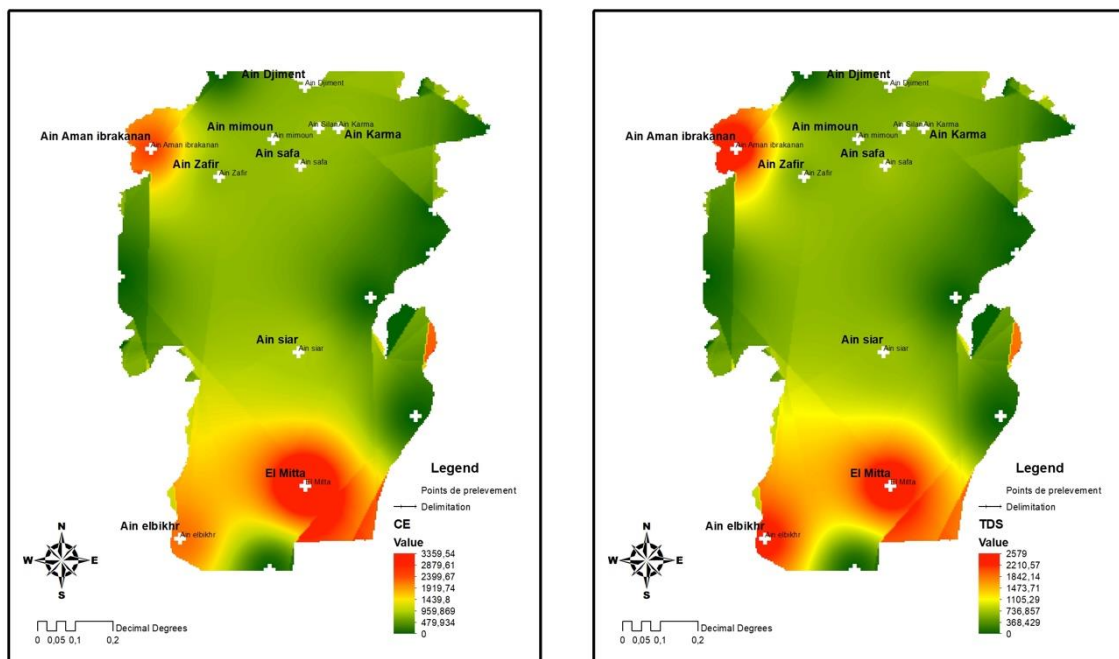 Ain Djiment
Ain Djiment
Ain Aman ibrakanan
Ain Aman ibrakanan
Ain mimoun
Ain mimoun
Ain Silan
Ain Karma
Ain Karma
Ain Zafir
Ain Zafir
Ain safa
Ain safa
Ain siar
Ain siar
El Mitta
El Mitta
Ain elbikhr
Ain elbikhr
N
W E
S
0 0,05 0,1 0,2
Decimal Degrees
Legend
Points de prelevement
Delimitation
CE
Value
3359,54
2879,61
2399,67
1919,74
1439,8
959,869
479,934
0
Ain Djiment
Ain Djiment
Ain Aman ibrakanan
Ain Aman ibrakanan
Ain mimoun
Ain mimoun
Ain Silan
Ain Karma
Ain Karma
Ain Zafir
Ain Zafir
Ain safa
Ain safa
Ain siar
Ain siar
El Mitta
El Mitta
Ain elbikhr
Ain elbikhr
N
W E
S
0 0,05 0,1 0,2
Decimal Degrees
Legend
Points de prelevement
Delimitation
TDS
Value
2579
2210,57
1842,14
1473,71
1105,29
736,857
368,429
0